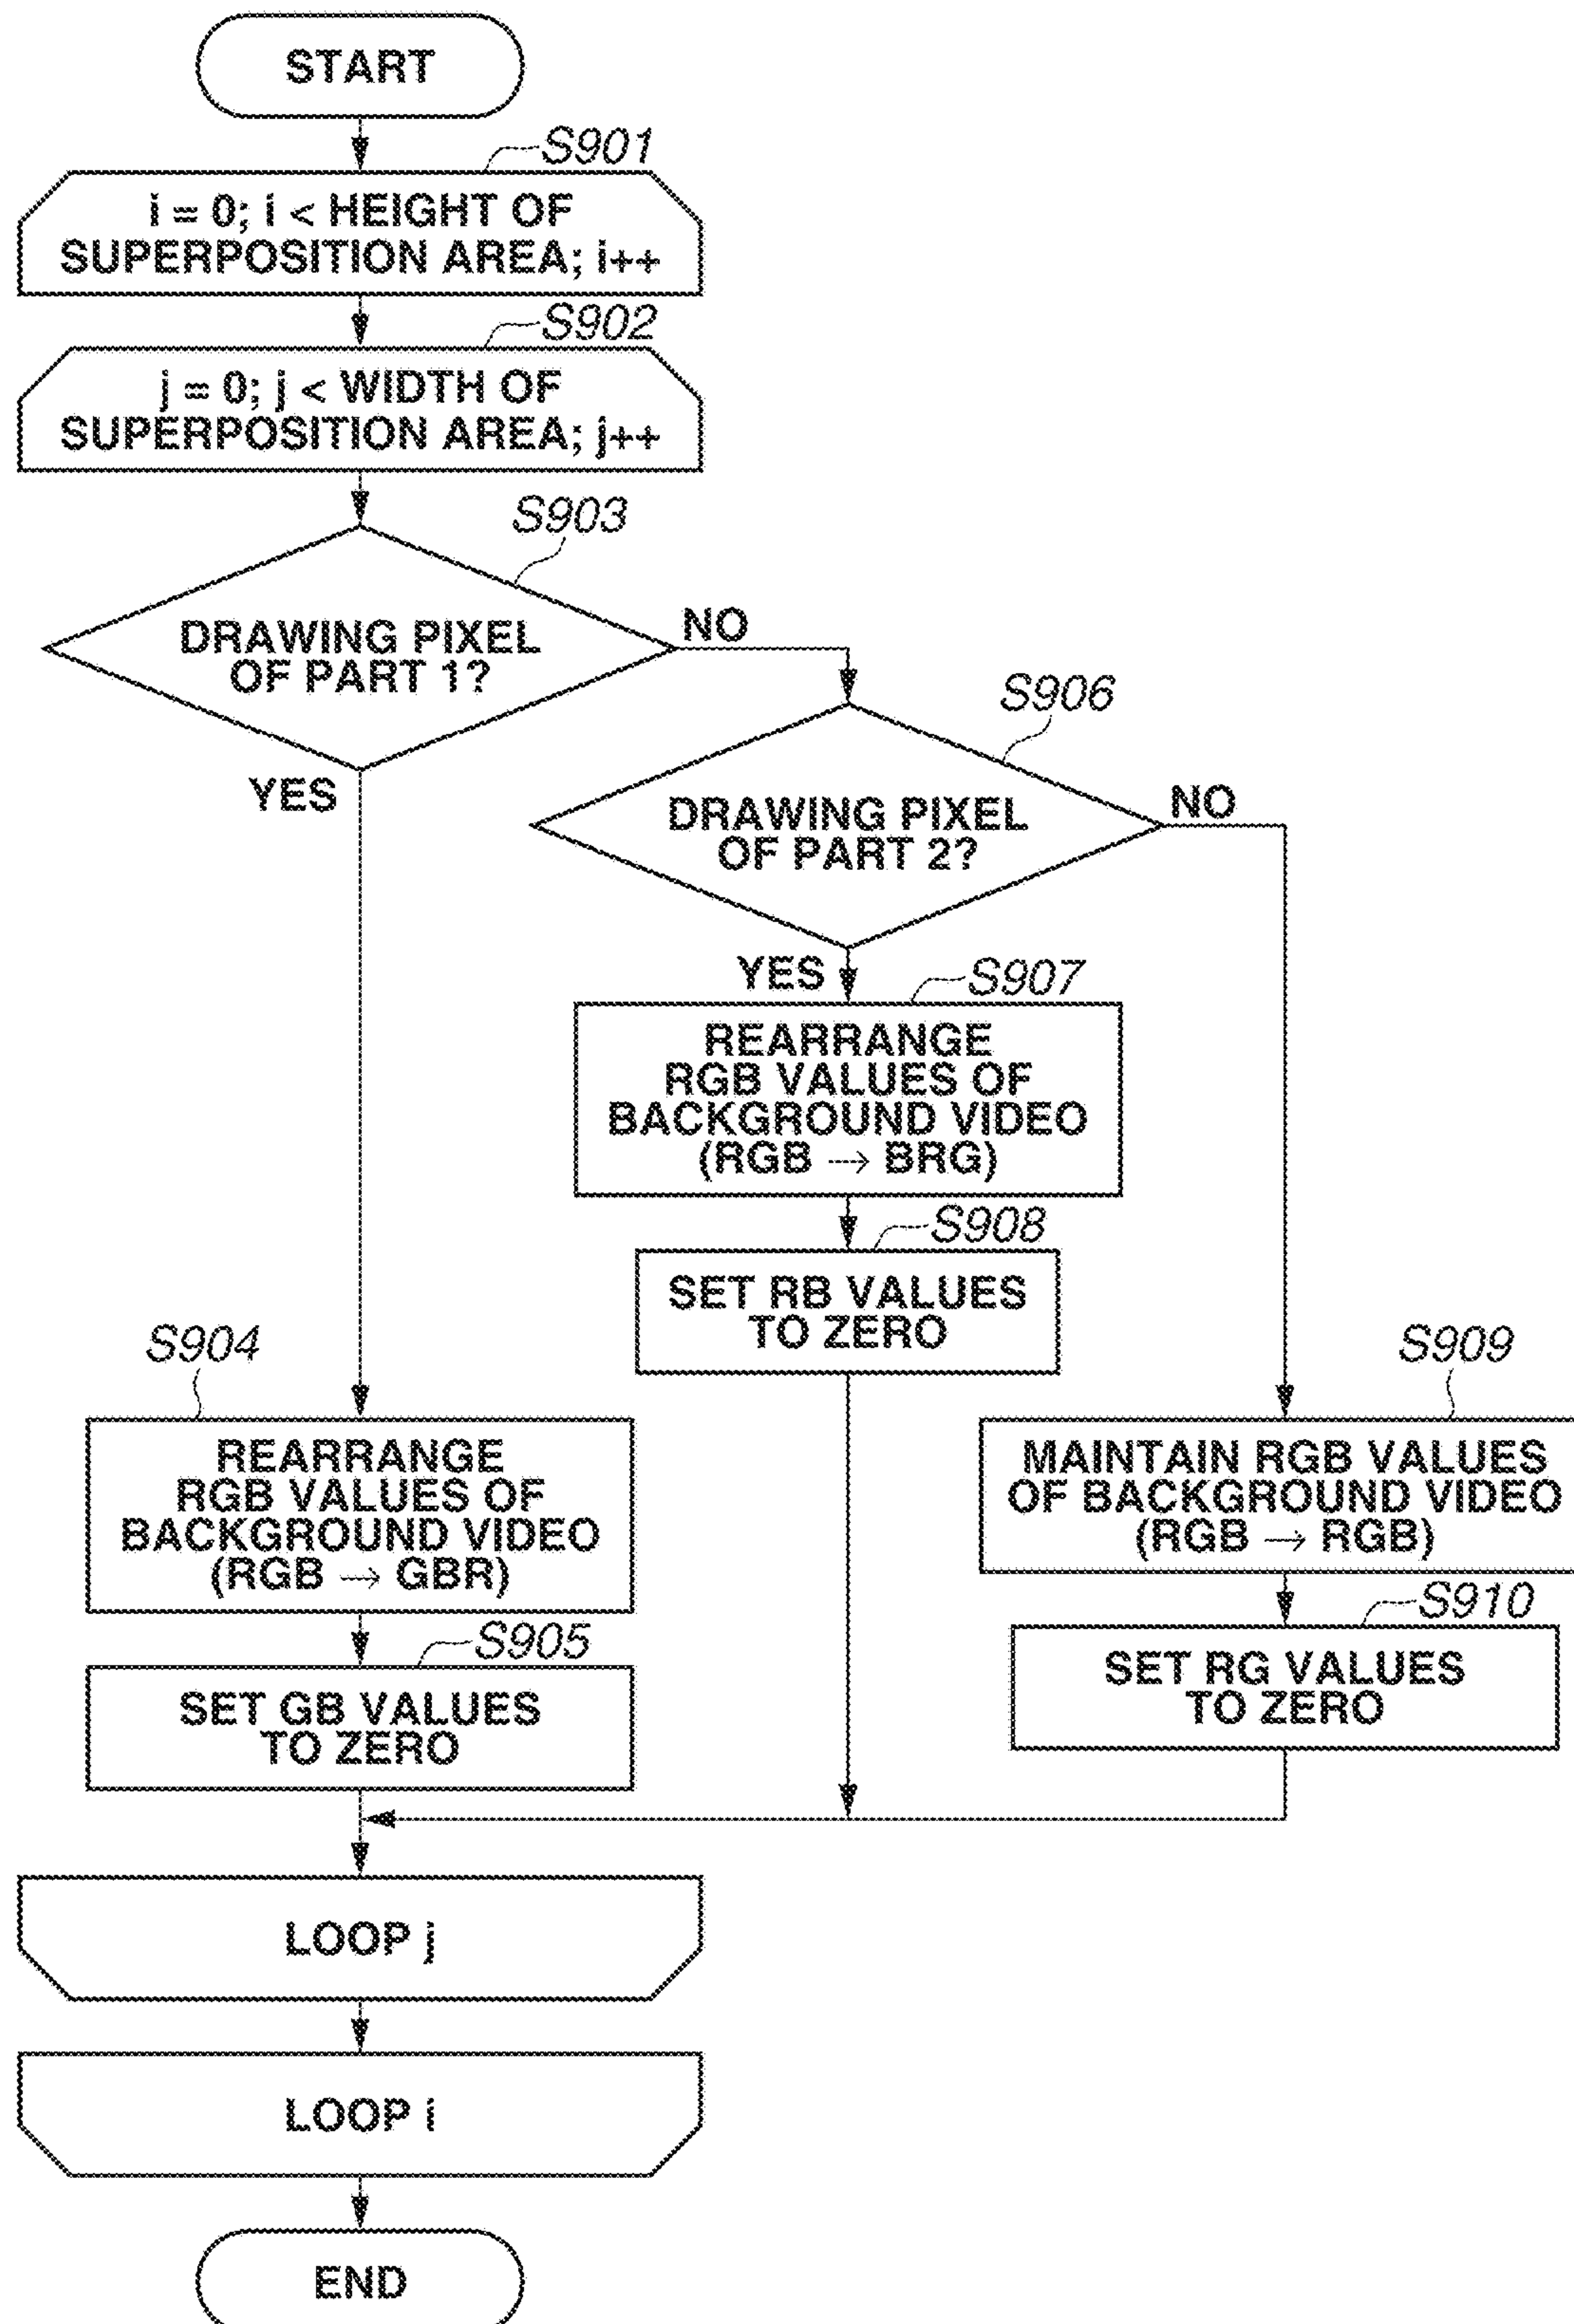 START
S901
i = 0; i < HEIGHT OF
SUPERPOSITION AREA; i++
S902
j = 0; j < WIDTH OF
SUPERPOSITION AREA; j++
S903
DRAWING PIXEL
OF PART 1?
NO
YES
S906
DRAWING PIXEL
OF PART 2?
NO
YES
S907
REARRANGE
RGB VALUES OF
BACKGROUND VIDEO
(RGB → BRG)
S908
SET RB VALUES
TO ZERO
S904
REARRANGE
RGB VALUES OF
BACKGROUND VIDEO
(RGB → GBR)
S905
SET GB VALUES
TO ZERO
S909
MAINTAIN RGB VALUES
OF BACKGROUND VIDEO
(RGB → RGB)
S910
SET RG VALUES
TO ZERO
LOOP j
LOOP i
END